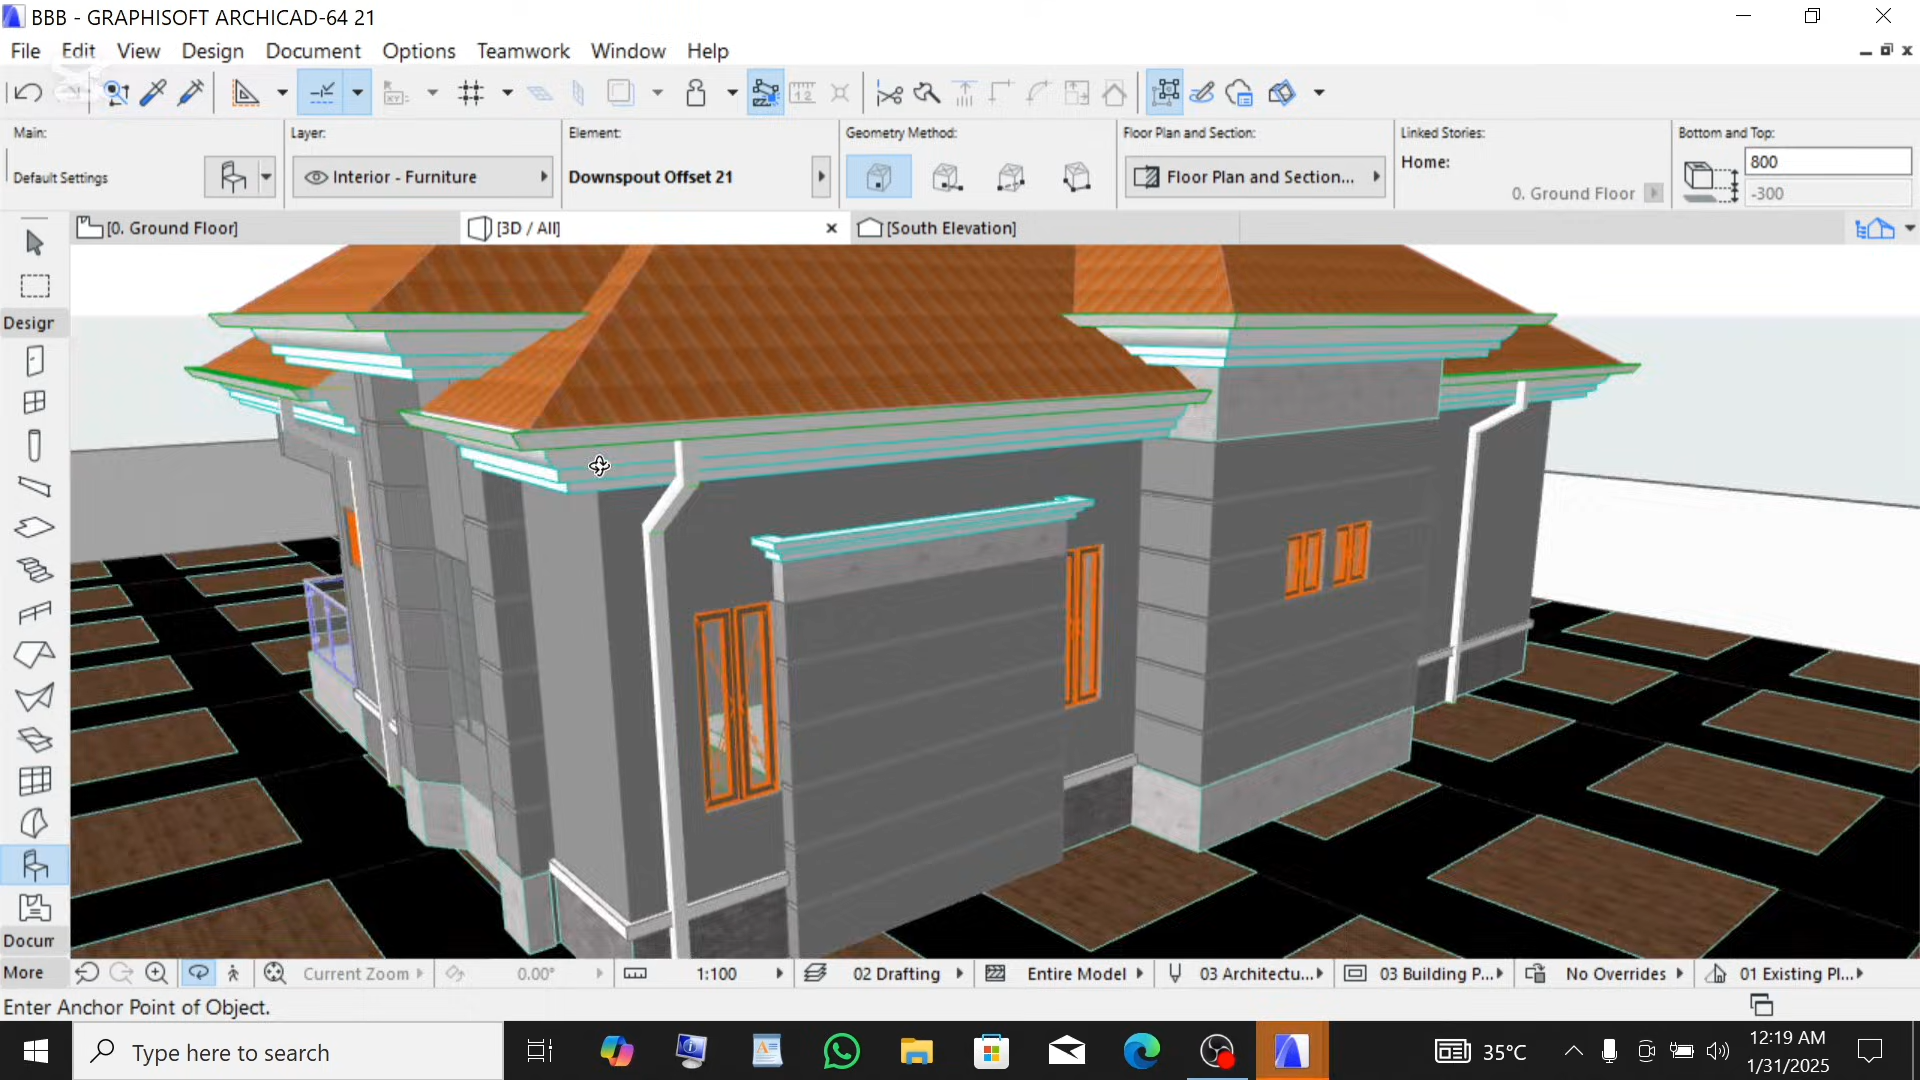 BBB - GRAPHISOFT ARCHICAD-64 21
File Edit View Design Document Options Teamwork Window Help
Main: Layer: Element: Geometry Method: Floor Plan and Section: Linked Stories: Bottom and Top:
Default Settings Interior - Furniture Downspout Offset 21 Floor Plan and Section... Home: 800
0. Ground Floor -300
[0. Ground Floor] [3D / All] [South Elevation]
Design
Docum
More Current Zoom 0.00° 1:100 02 Drafting Entire Model 03 Architectu... 03 Building P... No Overrides 01 Existing Pl...
Enter Anchor Point of Object.
Type here to search 35°C 12:19 AM
1/31/2025